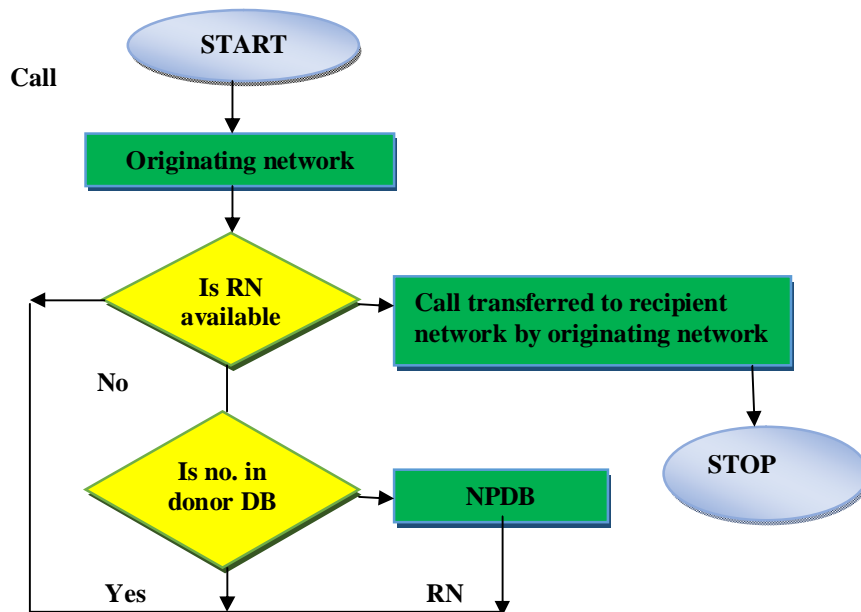 START
Call
Originating network
Is RN
available
Call transferred to recipient
network by originating network
No
Is no. in
donor DB
NPDB
STOP
Yes
RN